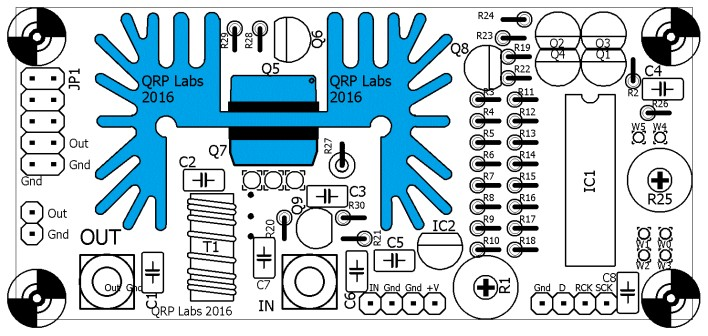 R24
R23
R29
R28
Q6
Q8
R19
R22
Q2
Q3
Q4
Q1
C4
R2
R26
JP1
QRP Labs
2016
Q5
QRP Labs
2016
R3
R11
R4
R12
R5
R13
R6
R14
R7
R15
R8
R16
R9
R17
R10
R18
IC1
W5
W4
Out
Gnd
Gnd
Q7
R27
C2
C3
Q9
R30
R20
R21
R25
Out
Gnd
OUT
T1
IC2
C5
C7
C6
W1
W0
W2
W3
C8
Out
Gnd
C1
QRP Labs 2016
IN
IN
Gnd
Gnd
+V
R1
Gnd
D
RCK
SCK